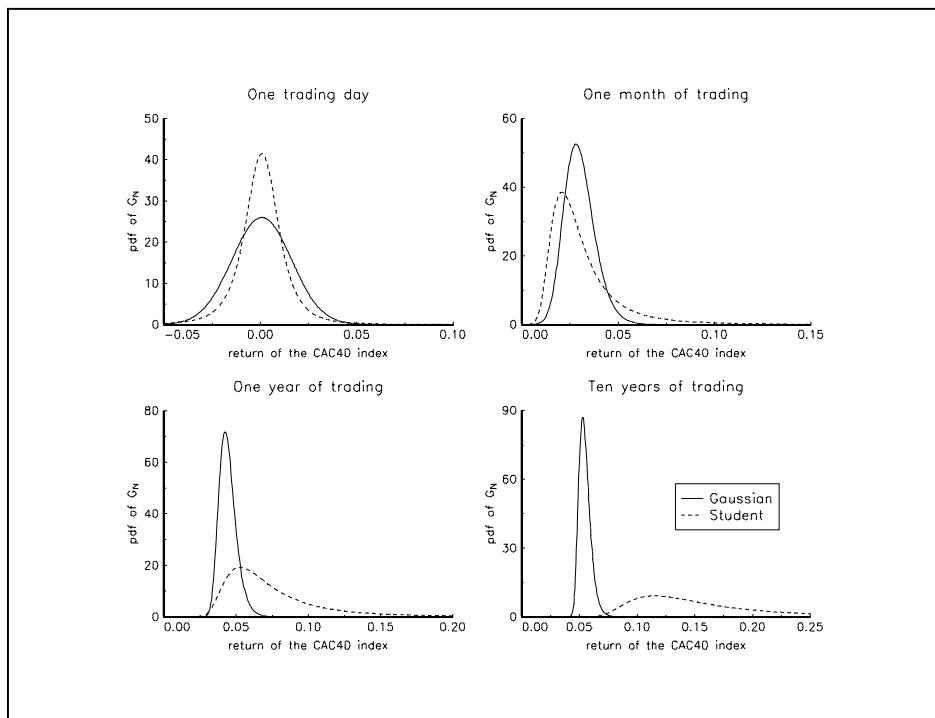 One trading day
50
40
30
20
10
0
pdf of G_N
−0.05 0.00 0.05 0.10
return of the CAC40 index
One month of trading
60
40
20
0
pdf of G_N
0.00 0.05 0.10 0.15
return of the CAC40 index
One year of trading
80
60
40
20
0
pdf of G_N
0.00 0.05 0.10 0.15 0.20
return of the CAC40 index
Ten years of trading
90
60
30
0
pdf of G_N
0.00 0.05 0.10 0.15 0.20 0.25
return of the CAC40 index
Gaussian
Student